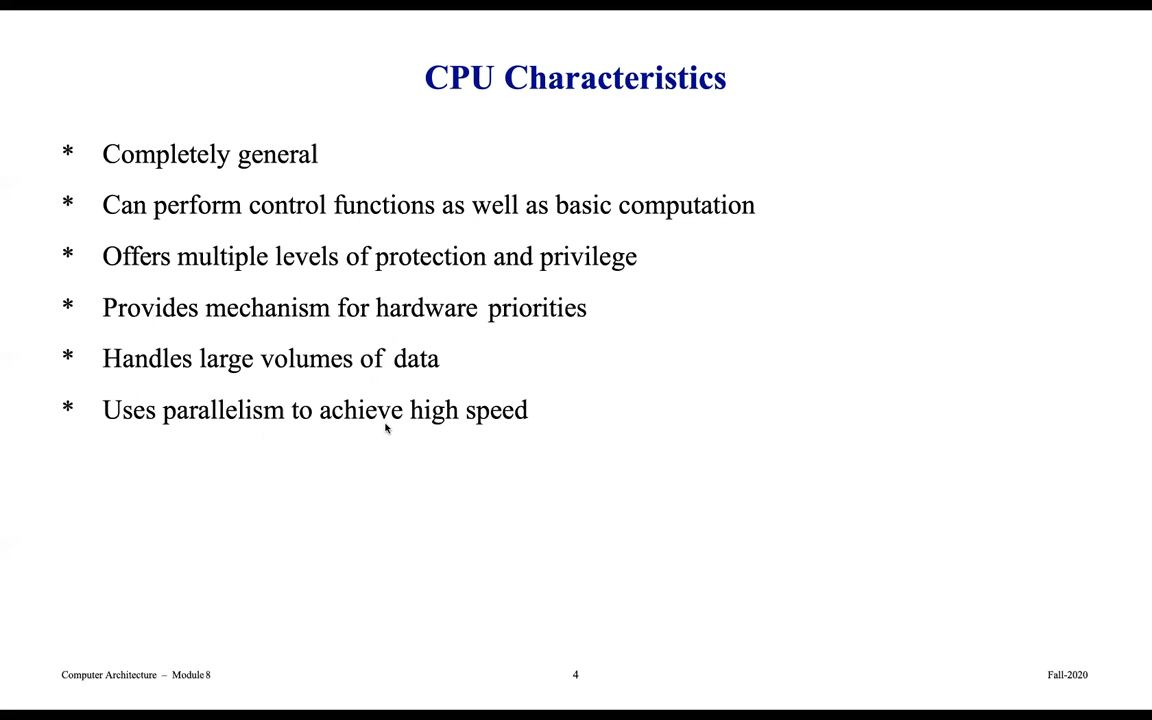 CPU Characteristics
* Completely general
* Can perform control functions as well as basic computation
* Offers multiple levels of protection and privilege
* Provides mechanism for hardware priorities
* Handles large volumes of data
* Uses parallelism to achieve high speed
Computer Architecture – Module 8 4 Fall-2020